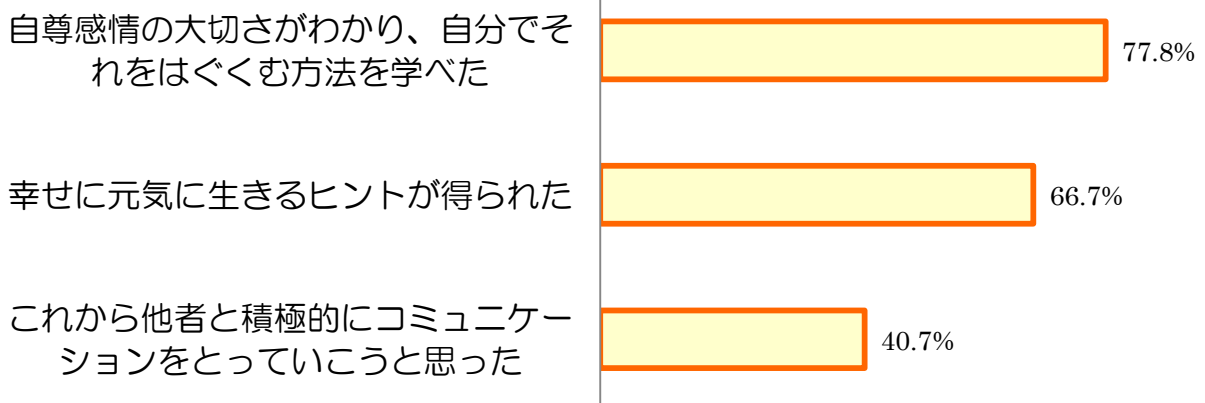 自尊感情の大切さがわかり、自分でそ
れをはぐくむ方法を学べた
77.8%
幸せに元気に生きるヒントが得られた
66.7%
これから他者と積極的にコミュニケー
ションをとっていこうと思った
40.7%